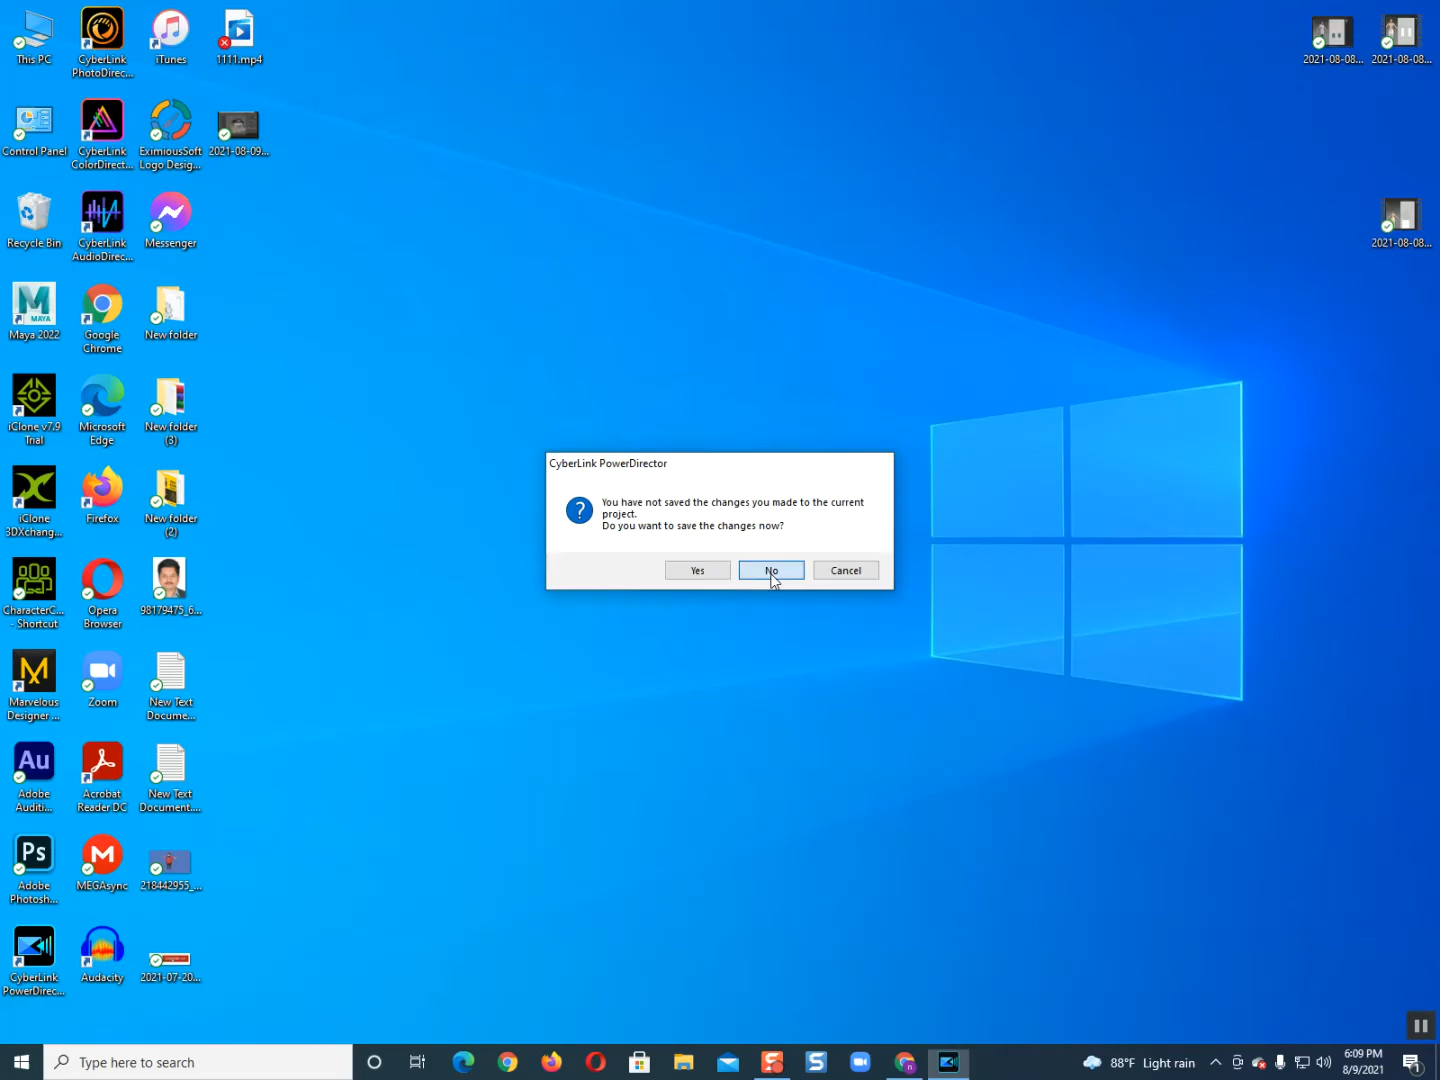 This PC
CyberLink
PhotoDirec...
iTunes
1111.mp4
2021-08-08...
2021-08-08...
Control Panel
CyberLink
ColorDirect...
EximiousSoft
Logo Desig...
2021-08-09...
Recycle Bin
CyberLink
AudioDirec...
Messenger
2021-08-08...
MAYA
Maya 2022
Google
Chrome
New folder
iClone v7.9
Trial
Microsoft
Edge
New folder
(3)
CyberLink PowerDirector
You have not saved the changes you made to the current
project.
Do you want to save the changes now?
Yes
No
Cancel
iClone
3DXchang...
Firefox
New folder
(2)
CharacterC...
- Shortcut
Opera
Browser
98179475_6...
Marvelous
Designer ...
Zoom
New Text
Docume...
Au
Adobe
Auditi...
Acrobat
Reader DC
New Text
Document....
Ps
Adobe
Photosh...
MEGAsync
218442955_...
CyberLink
PowerDirec...
Audacity
2021-07-20...
Type here to search
88°F Light rain
6:09 PM
8/9/2021
1